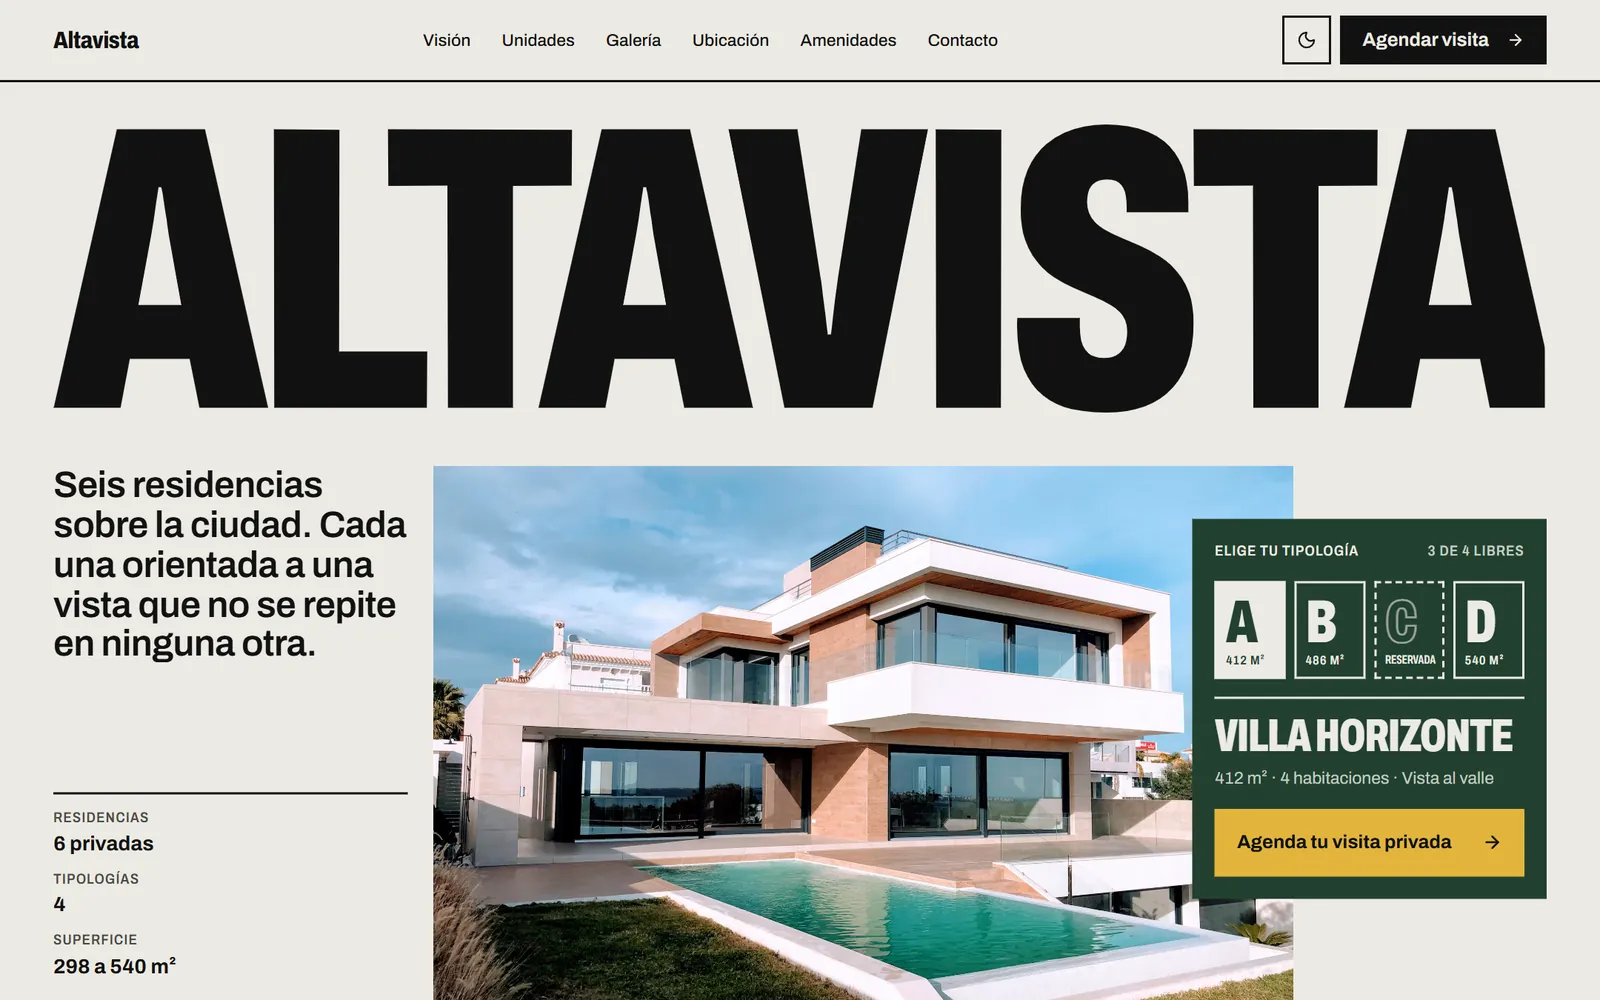 Altavista
Visión
Unidades
Galería
Ubicación
Amenidades
Contacto
Agendar visita
ALTAVISTA
Seis residencias
sobre la ciudad. Cada
una orientada a una
vista que no se repite
en ninguna otra.
RESIDENCIAS
6 privadas
TIPOLOGÍAS
4
SUPERFICIE
298 a 540 m²
ELIGE TU TIPOLOGÍA
3 DE 4 LIBRES
A
412 M²
B
486 M²
C
RESERVADA
D
540 M²
VILLA HORIZONTE
412 m² · 4 habitaciones · Vista al valle
Agenda tu visita privada